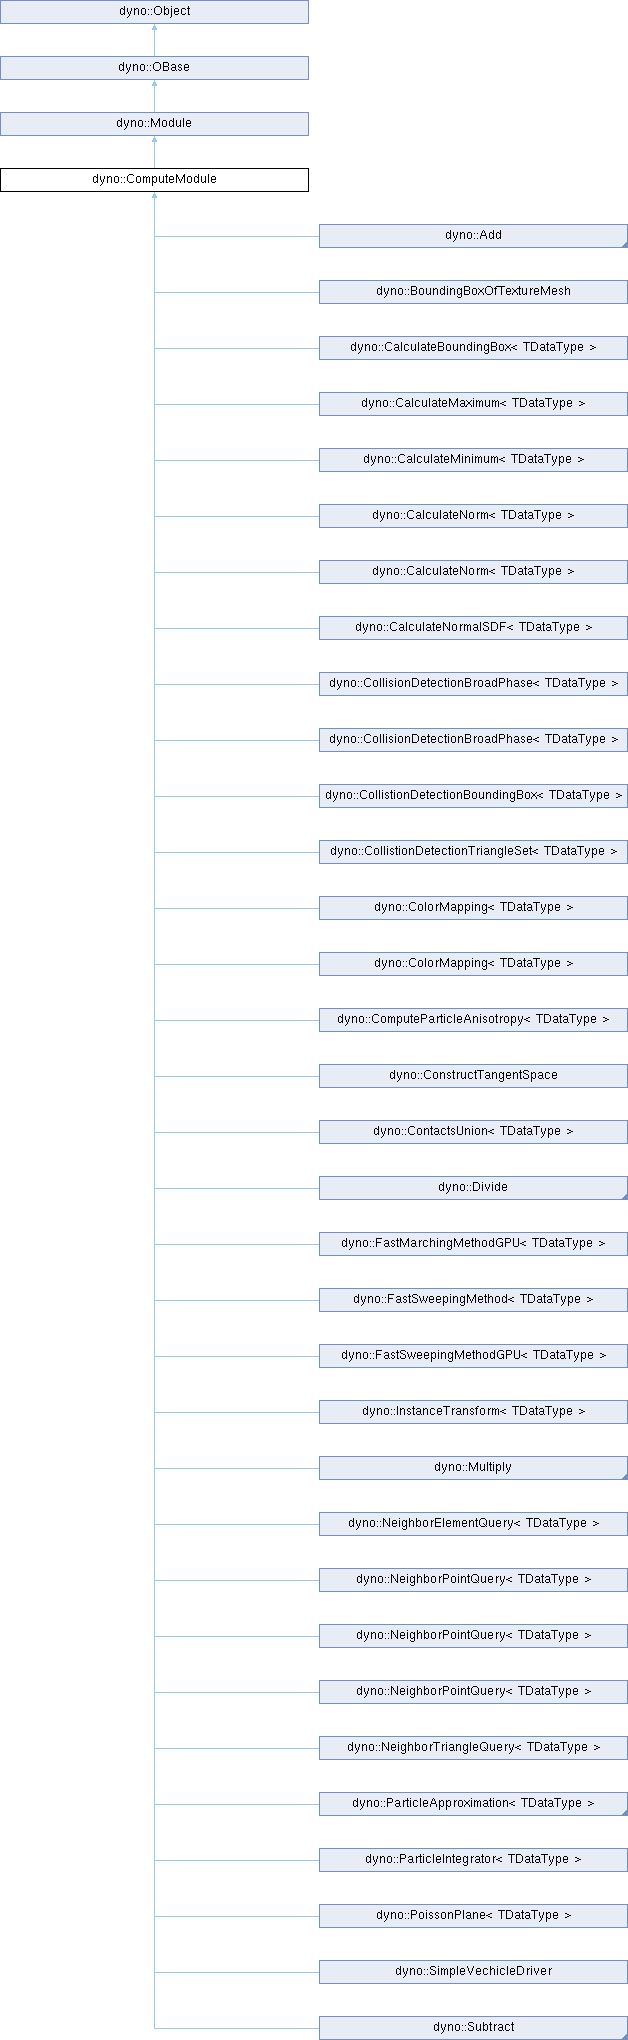 dyno::Object
dyno::OBase
dyno::Module
dyno::ComputeModule
dyno::Add
dyno::BoundingBoxOfTextureMesh
dyno::CalculateBoundingBox< TDataType >
dyno::CalculateMaximum< TDataType >
dyno::CalculateMinimum< TDataType >
dyno::CalculateNorm< TDataType >
dyno::CalculateNorm< TDataType >
dyno::CalculateNormalSDF< TDataType >
dyno::CollisionDetectionBroadPhase< TDataType >
dyno::CollisionDetectionBroadPhase< TDataType >
dyno::CollistionDetectionBoundingBox< TDataType >
dyno::CollistionDetectionTriangleSet< TDataType >
dyno::ColorMapping< TDataType >
dyno::ColorMapping< TDataType >
dyno::ComputeParticleAnisotropy< TDataType >
dyno::ConstructTangentSpace
dyno::ContactsUnion< TDataType >
dyno::Divide
dyno::FastMarchingMethodGPU< TDataType >
dyno::FastSweepingMethod< TDataType >
dyno::FastSweepingMethodGPU< TDataType >
dyno::InstanceTransform< TDataType >
dyno::Multiply
dyno::NeighborElementQuery< TDataType >
dyno::NeighborPointQuery< TDataType >
dyno::NeighborPointQuery< TDataType >
dyno::NeighborPointQuery< TDataType >
dyno::NeighborTriangleQuery< TDataType >
dyno::ParticleApproximation< TDataType >
dyno::ParticleIntegrator< TDataType >
dyno::PoissonPlane< TDataType >
dyno::SimpleVechicleDriver
dyno::Subtract